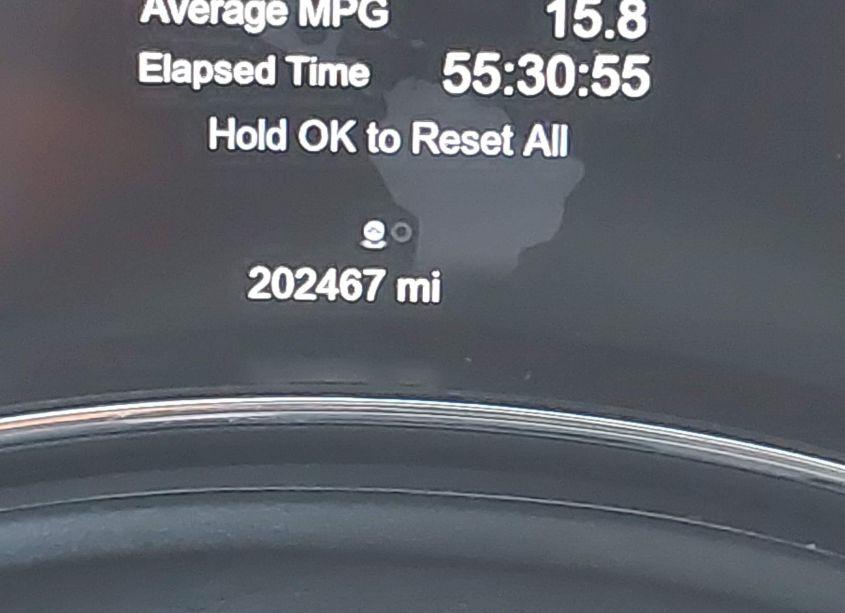 Average MPG 15.8
Elapsed Time 55:30:55
Hold OK to Reset All
202467 mi